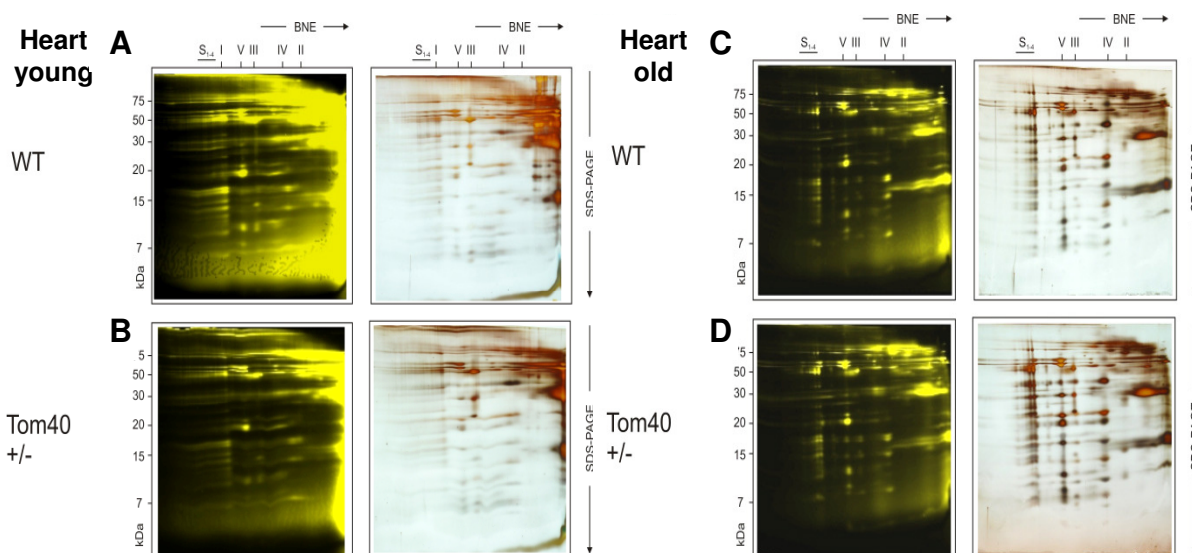 Heart
young
A
BNE
S1-4 I V III IV II
BNE
S1-4 I V III IV II
WT
75
50
30
20
15
7
kDa
SDS-PAGE
B
Tom40
+/-
5
50
30
20
15
7
kDa
SDS-PAGE
Heart
old
C
BNE
S1-4 V III IV II
BNE
S1-4 V III IV II
WT
75
50
30
20
15
7
kDa
D
Tom40
+/-
'5
50
30
20
15
7
kDa